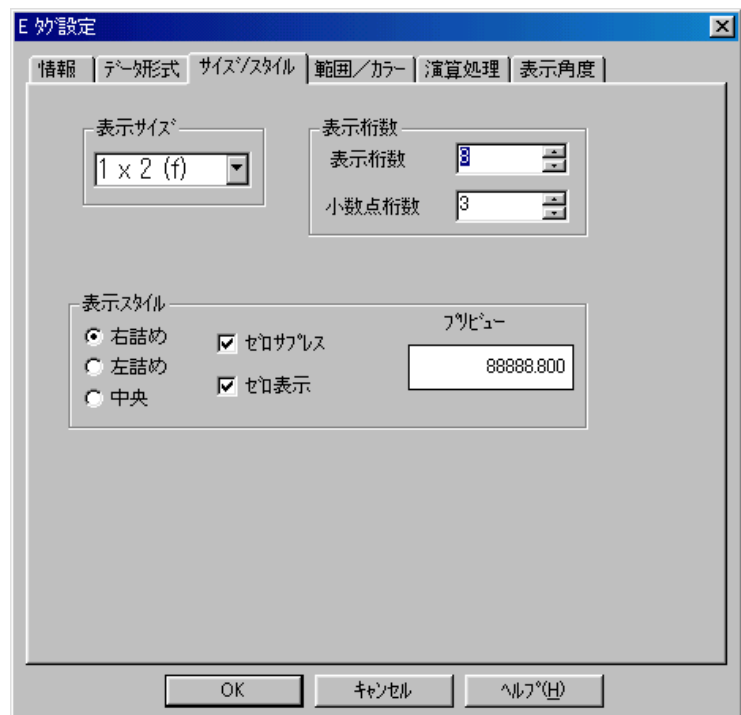 E ﾀｸﾞ設定
情報 ﾃﾞｰﾀ形式 ｻｲｽﾞ/ｽﾀｲﾙ 範囲／ｶﾗｰ 演算処理 表示角度
表示ｻｲｽﾞ
1 x 2 (f)
表示桁数
表示桁数 8
小数点桁数 3
表示ｽﾀｲﾙ
右詰め
左詰め
中央
ｾﾞﾛｻﾌﾟﾚｽ
ｾﾞﾛ表示
ﾌﾟﾘﾋﾞｭｰ
88888.800
OK ｷｬﾝｾﾙ ﾍﾙﾌﾟ(H)